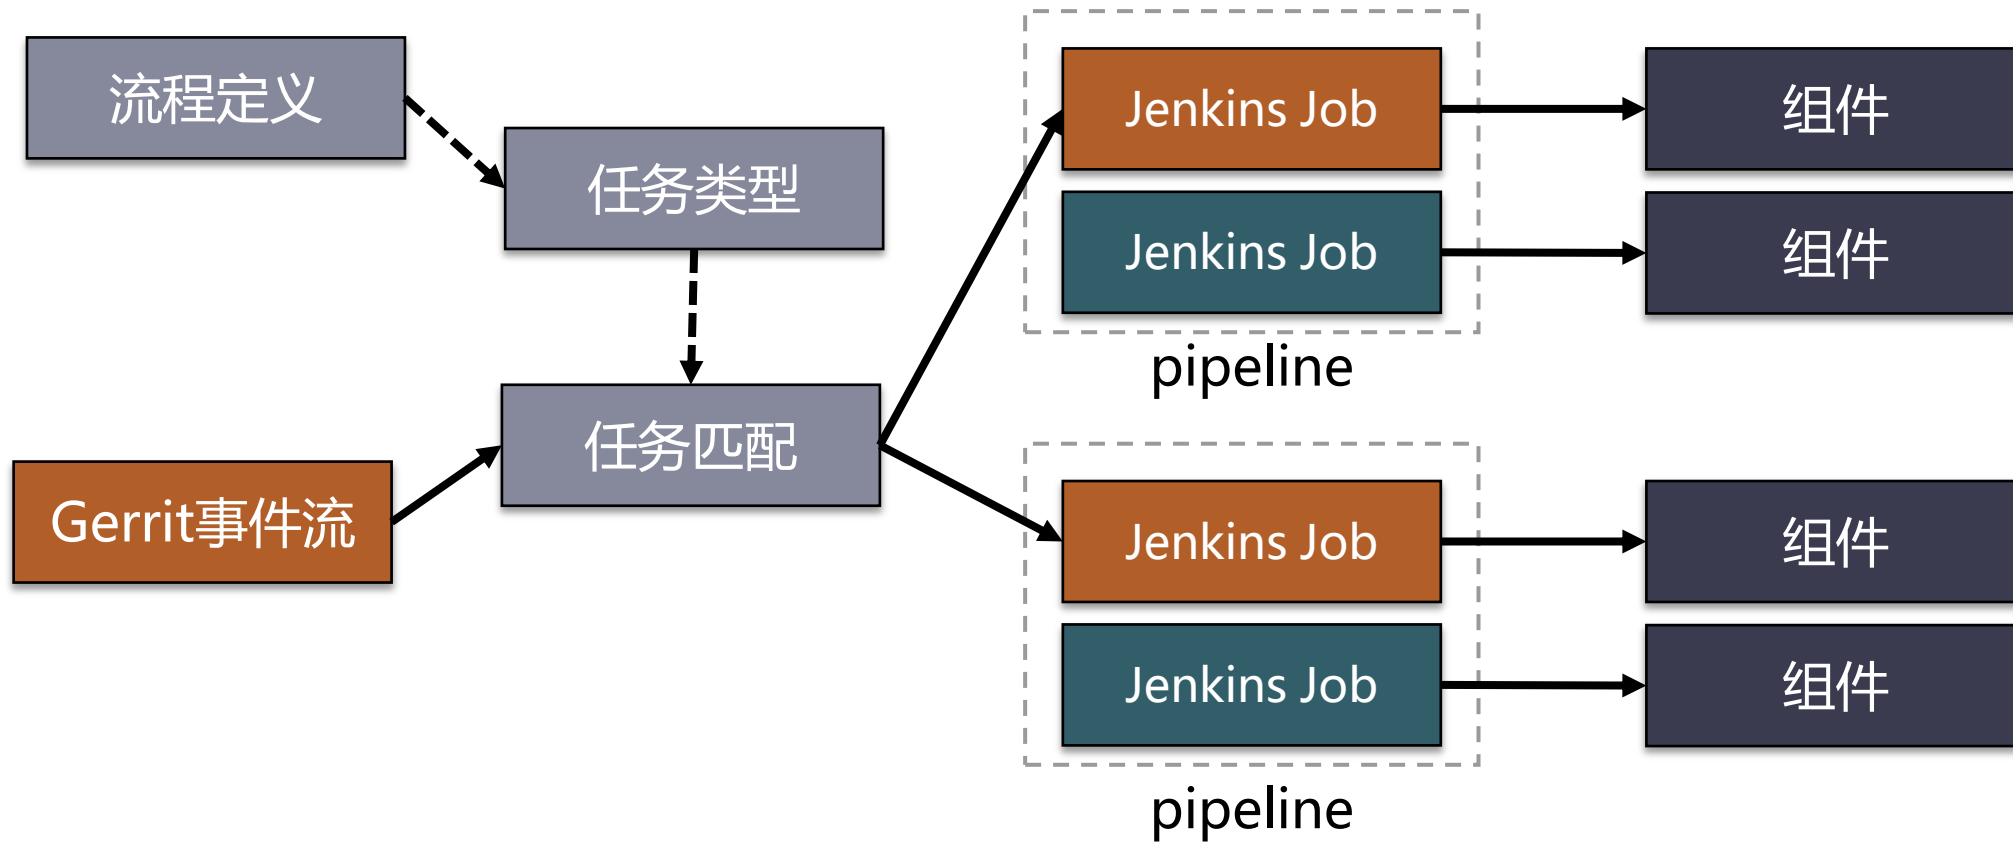 流程定义
任务类型
任务匹配
Gerrit事件流
Jenkins Job
组件
Jenkins Job
组件
pipeline
Jenkins Job
组件
Jenkins Job
组件
pipeline